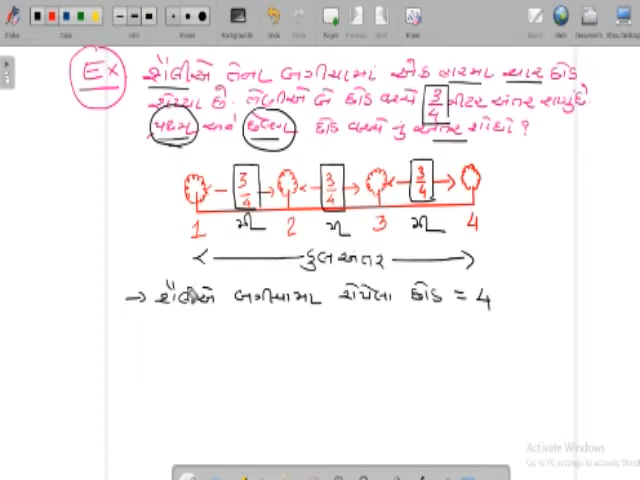 Ex શૈલીએ તેના બગીચામાં એક લાઇનમાં ચાર છોડ
રોપ્યા છે. તેણીએ બે છોડ વચ્ચે 3/4 મીટર અંતર રાખ્યું છે.
પ્રથમ અને છેલ્લા છોડ વચ્ચેનું અંતર શોધો?
3/4 3/4 3/4
1 મી 2 મી 3 મી 4
કુલ અંતર
→ શૈલીએ બગીચામાં રોપેલા છોડ = 4
Activate Windows